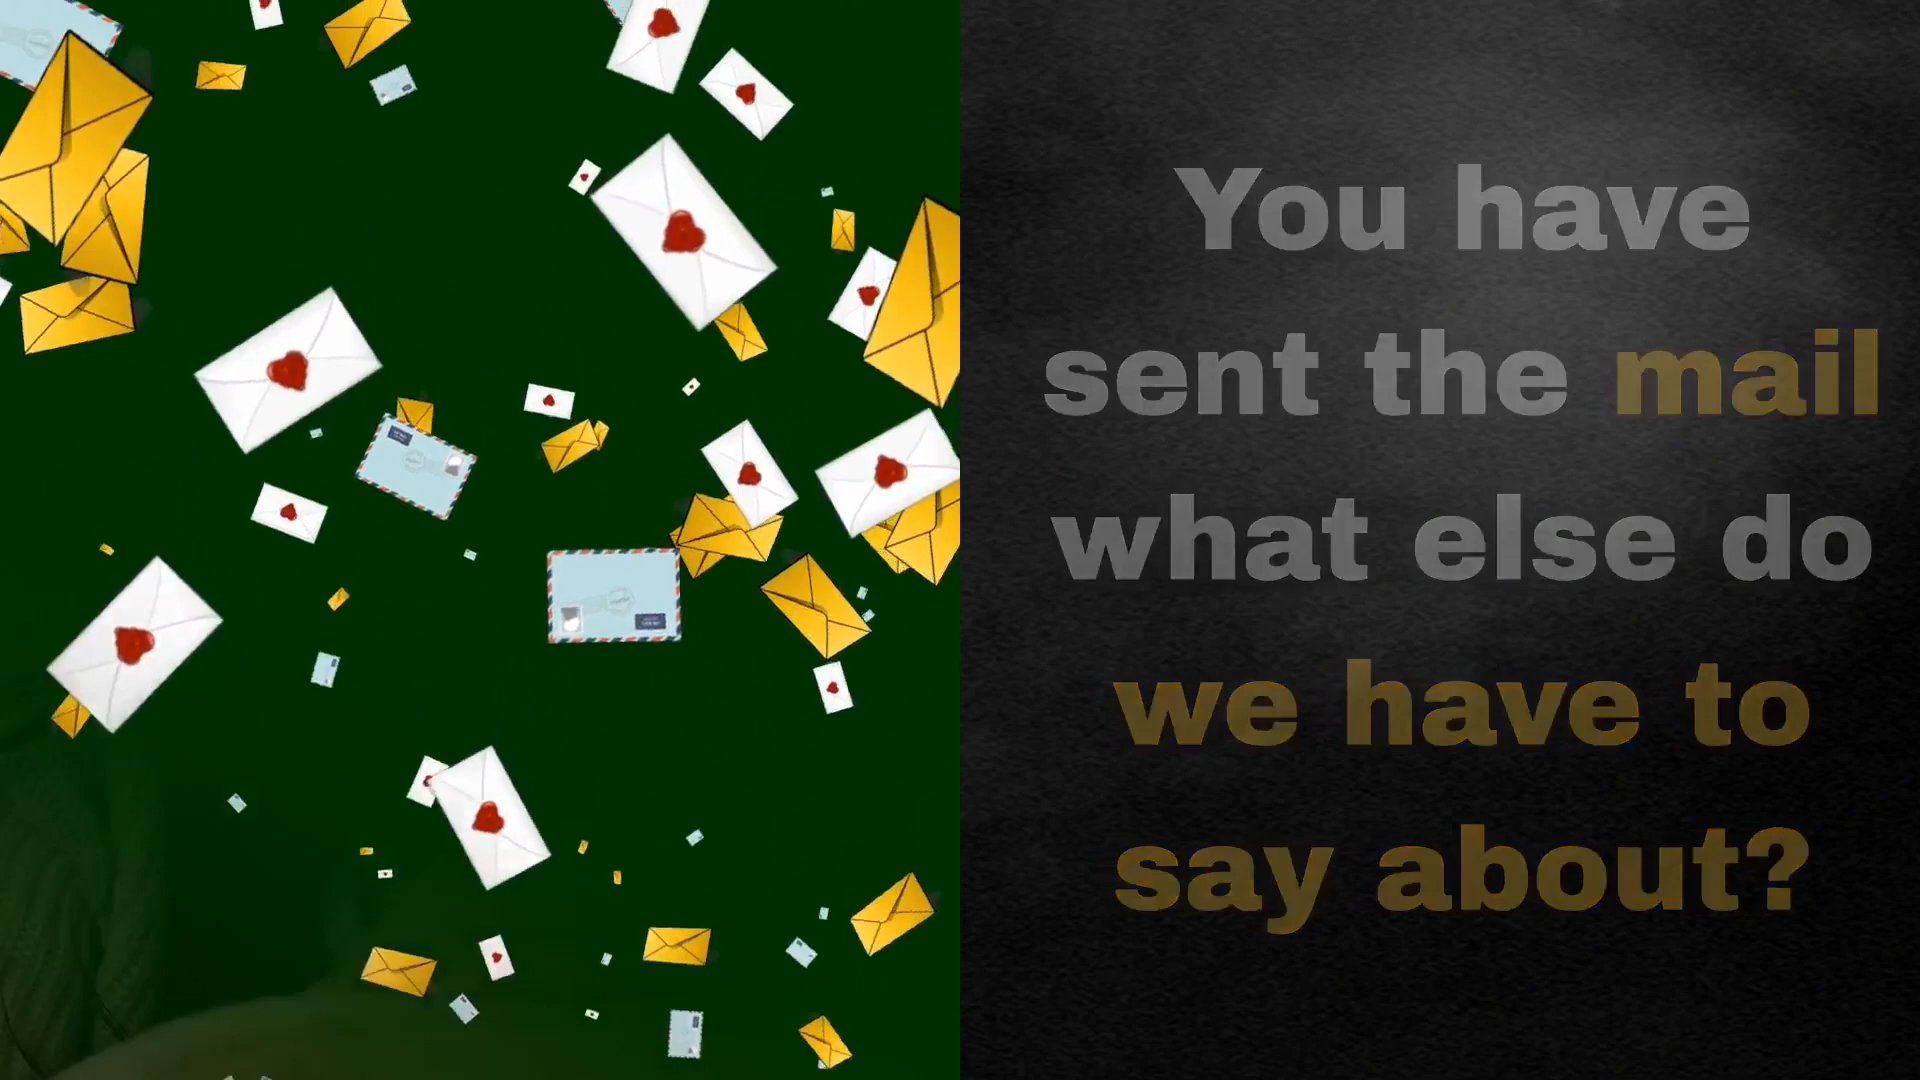 You have
sent the mail
what else do
we have to
say about?